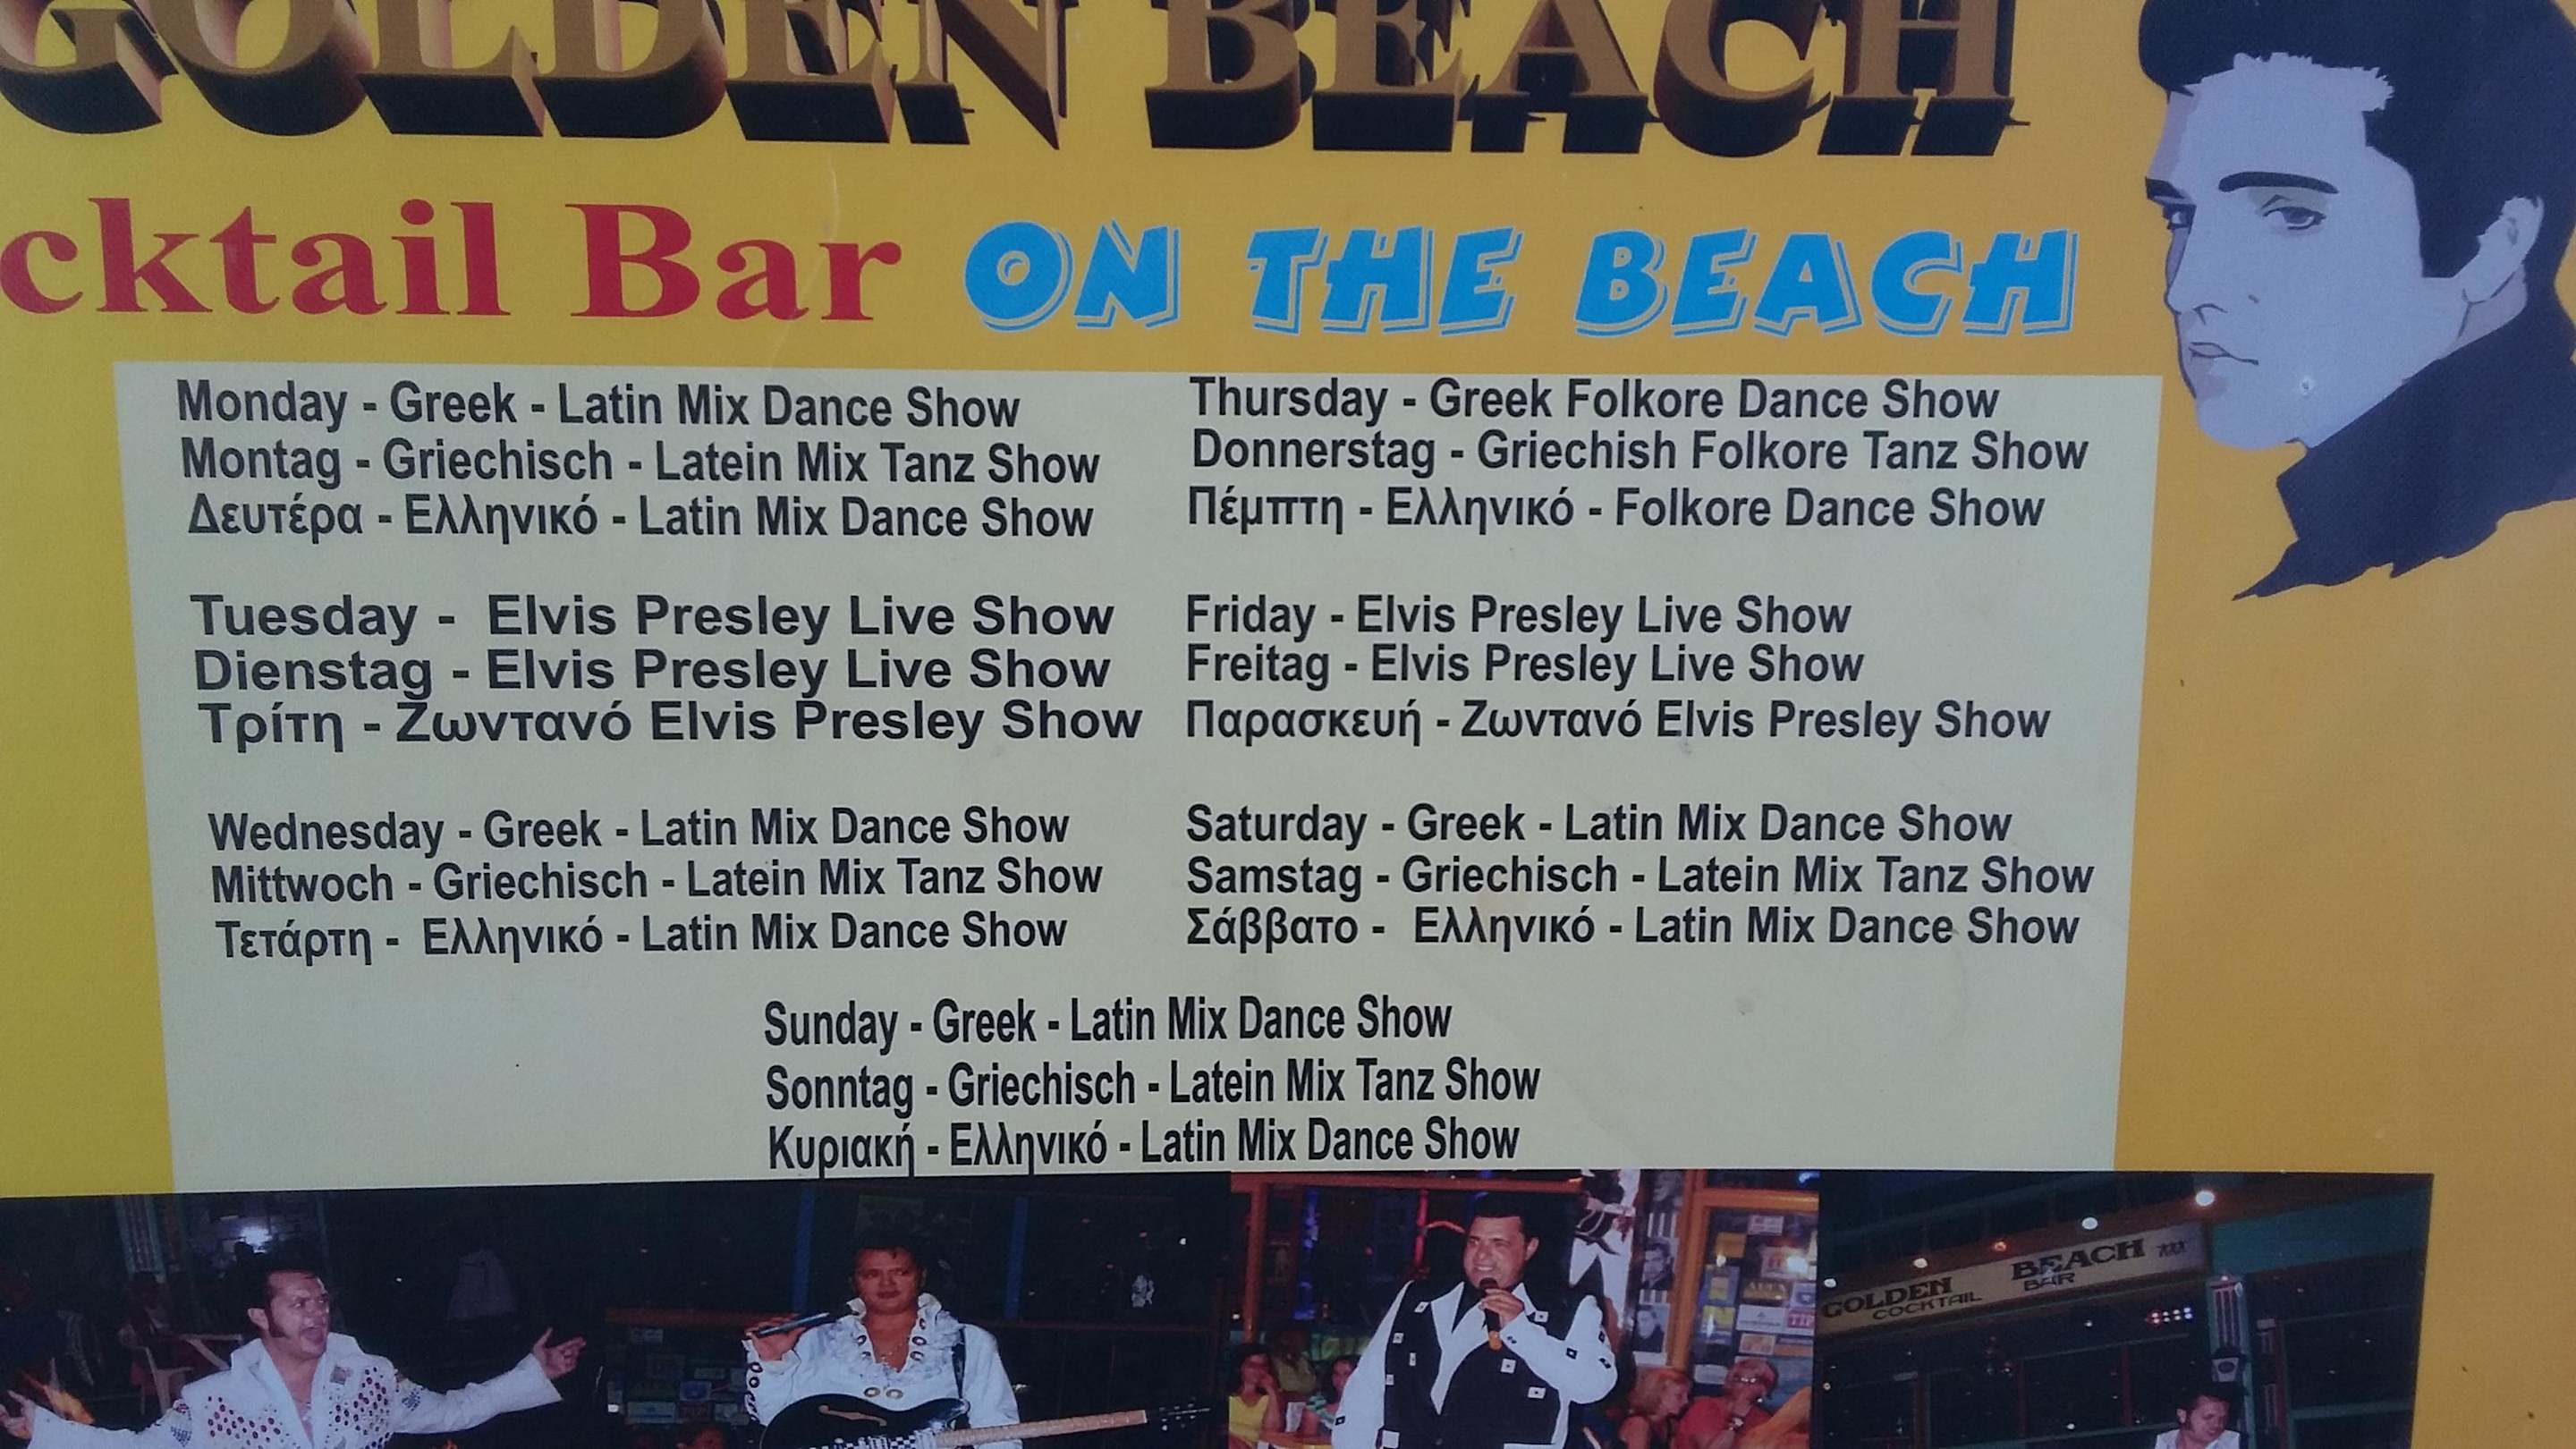 GOLDEN BEACH
cktail Bar ON THE BEACH
Monday - Greek - Latin Mix Dance Show
Montag - Griechisch - Latein Mix Tanz Show
Δευτέρα - Ελληνικό - Latin Mix Dance Show
Tuesday - Elvis Presley Live Show
Dienstag - Elvis Presley Live Show
Τρίτη - Ζωντανό Elvis Presley Show
Wednesday - Greek - Latin Mix Dance Show
Mittwoch - Griechisch - Latein Mix Tanz Show
Τετάρτη - Ελληνικό - Latin Mix Dance Show
Thursday - Greek Folkore Dance Show
Donnerstag - Griechish Folkore Tanz Show
Πέμπτη - Ελληνικό - Folkore Dance Show
Friday - Elvis Presley Live Show
Freitag - Elvis Presley Live Show
Παρασκευή - Ζωντανό Elvis Presley Show
Saturday - Greek - Latin Mix Dance Show
Samstag - Griechisch - Latein Mix Tanz Show
Σάββατο - Ελληνικό - Latin Mix Dance Show
Sunday - Greek - Latin Mix Dance Show
Sonntag - Griechisch - Latein Mix Tanz Show
Κυριακή - Ελληνικό - Latin Mix Dance Show
GOLDEN BEACH
COCKTAIL BAR